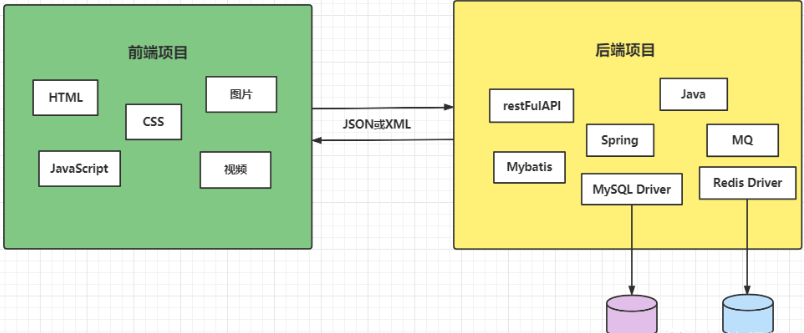 前端项目
HTML
图片
CSS
JavaScript
视频
JSON或XML
后端项目
restFulAPI
Java
Spring
MQ
Mybatis
MySQL Driver
Redis Driver